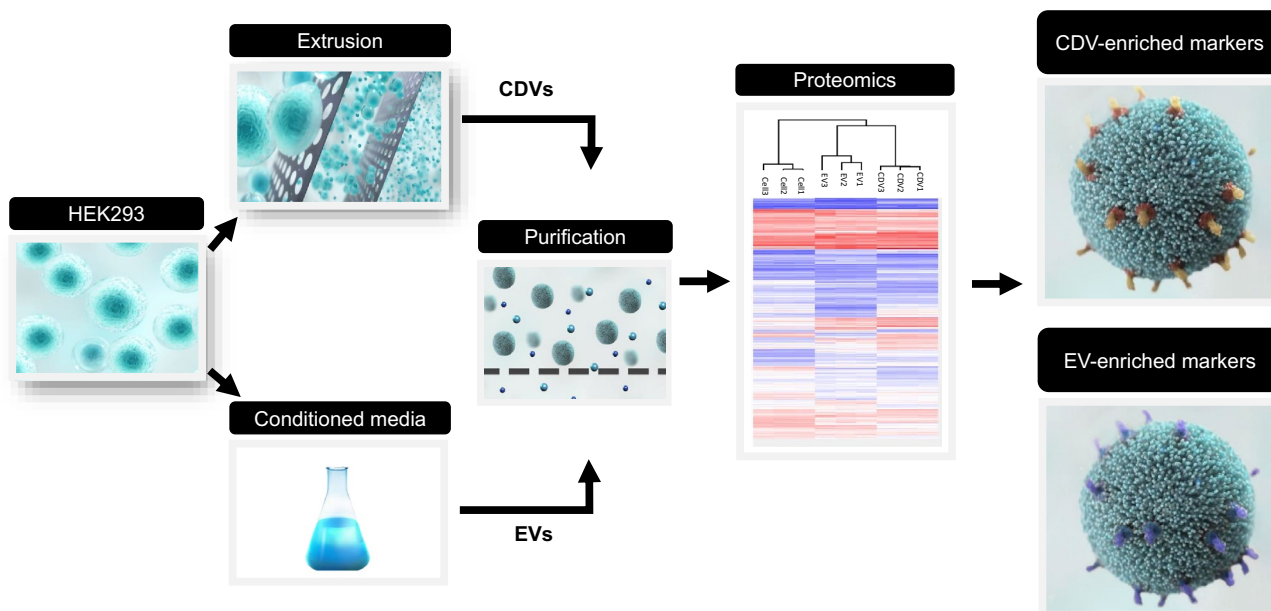 Extrusion
CDVs
HEK293
Conditioned media
EVs
Purification
Proteomics
Cell3
Cell2
Cell1
EV3
EV2
EV1
CDV3
CDV2
CDV1
CDV-enriched markers
EV-enriched markers